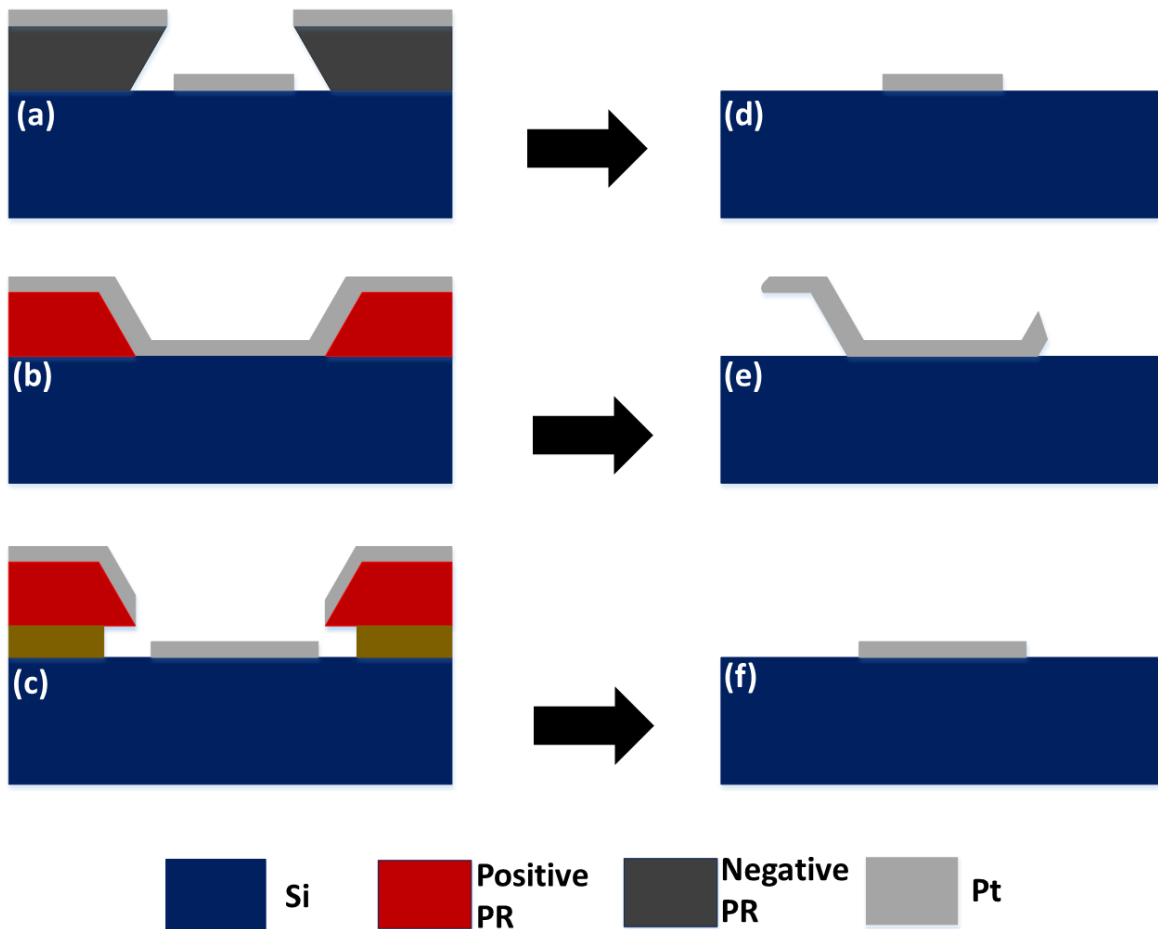 (a)
(d)
(b)
(e)
(c)
(f)
Si
Positive
PR
Negative
PR
Pt